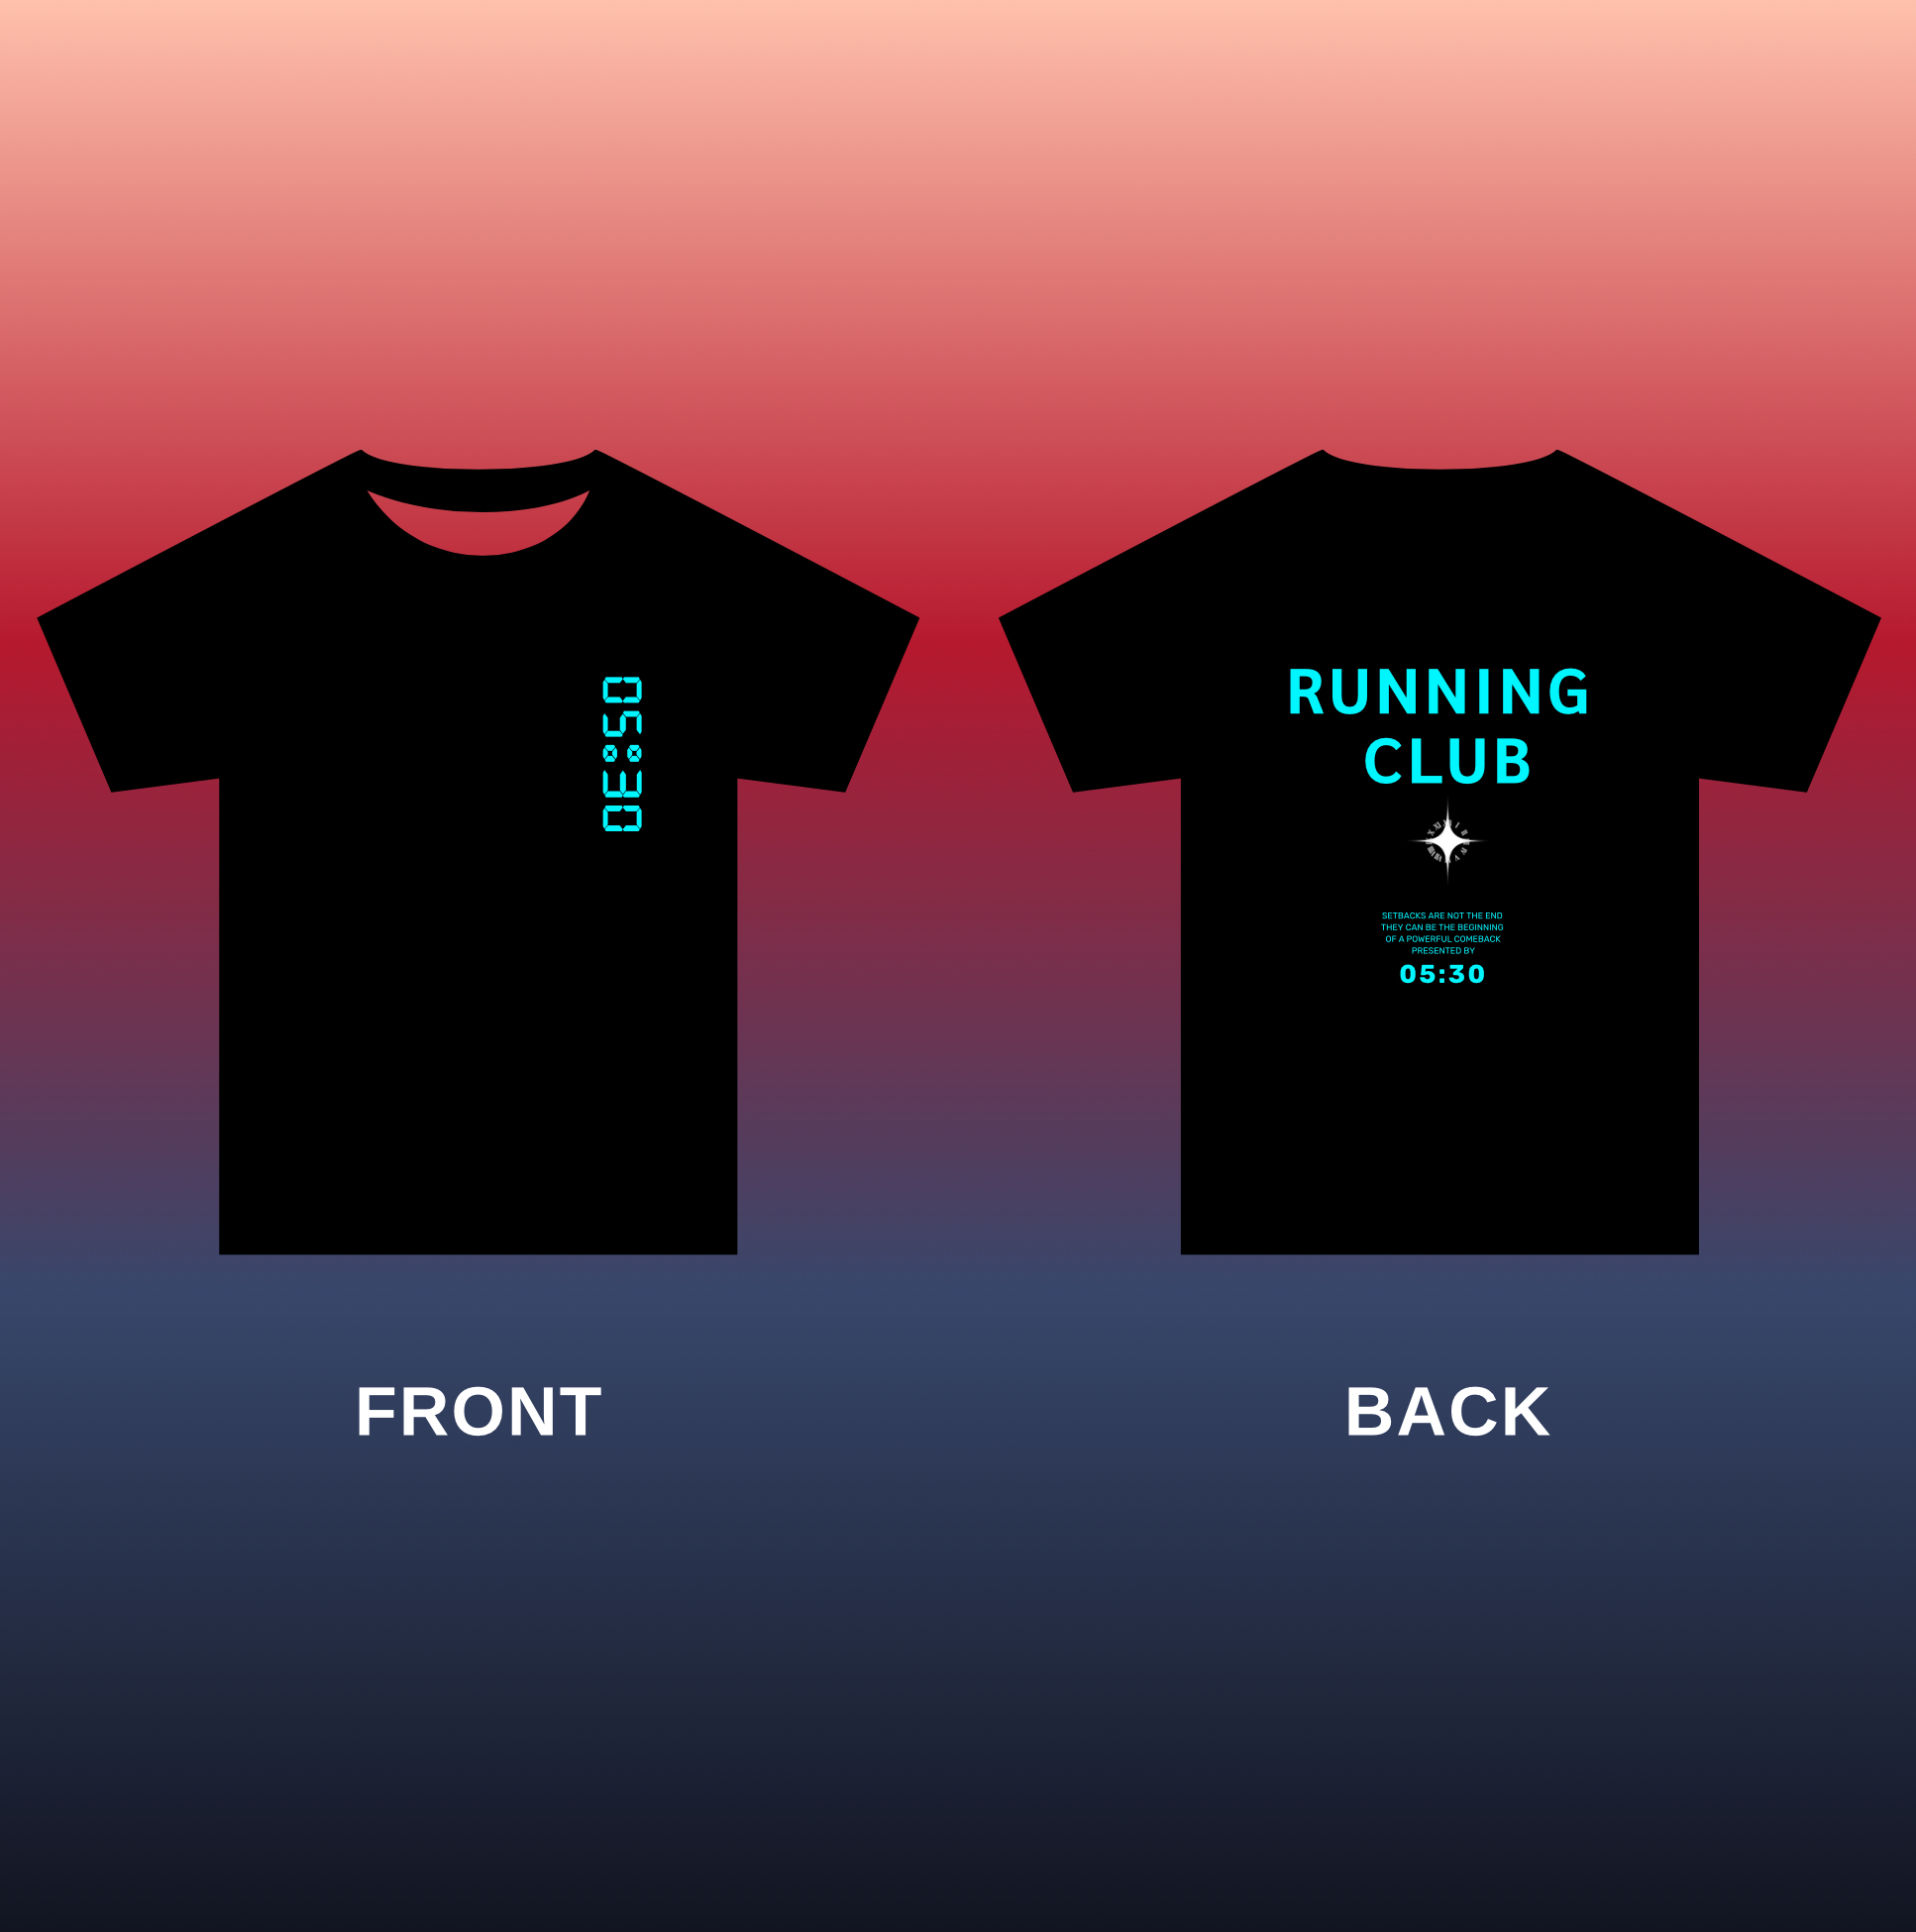 05:30
RUNNING
CLUB
SETBACKS ARE NOT THE END
THEY CAN BE THE BEGINNING
OF A POWERFUL COMEBACK
PRESENTED BY
05:30
FRONT
BACK